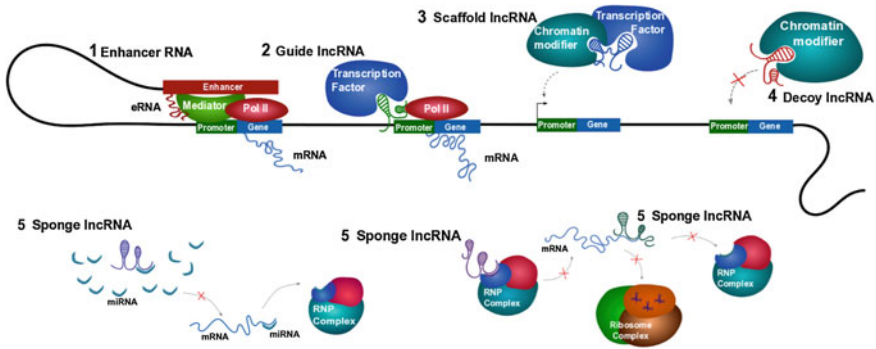 1 Enhancer RNA
Enhancer
eRNA
Mediator
Pol II
Promoter
Gene
mRNA
2 Guide lncRNA
Transcription
Factor
Pol II
Promoter
Gene
mRNA
3 Scaffold lncRNA
Chromatin
modifier
Transcription
Factor
Promoter
Gene
Chromatin
modifier
4 Decoy lncRNA
Promoter
Gene
5 Sponge lncRNA
miRNA
mRNA
miRNA
RNP
Complex
5 Sponge lncRNA
RNP
Complex
mRNA
5 Sponge lncRNA
RNP
Complex
Ribosome
Complex